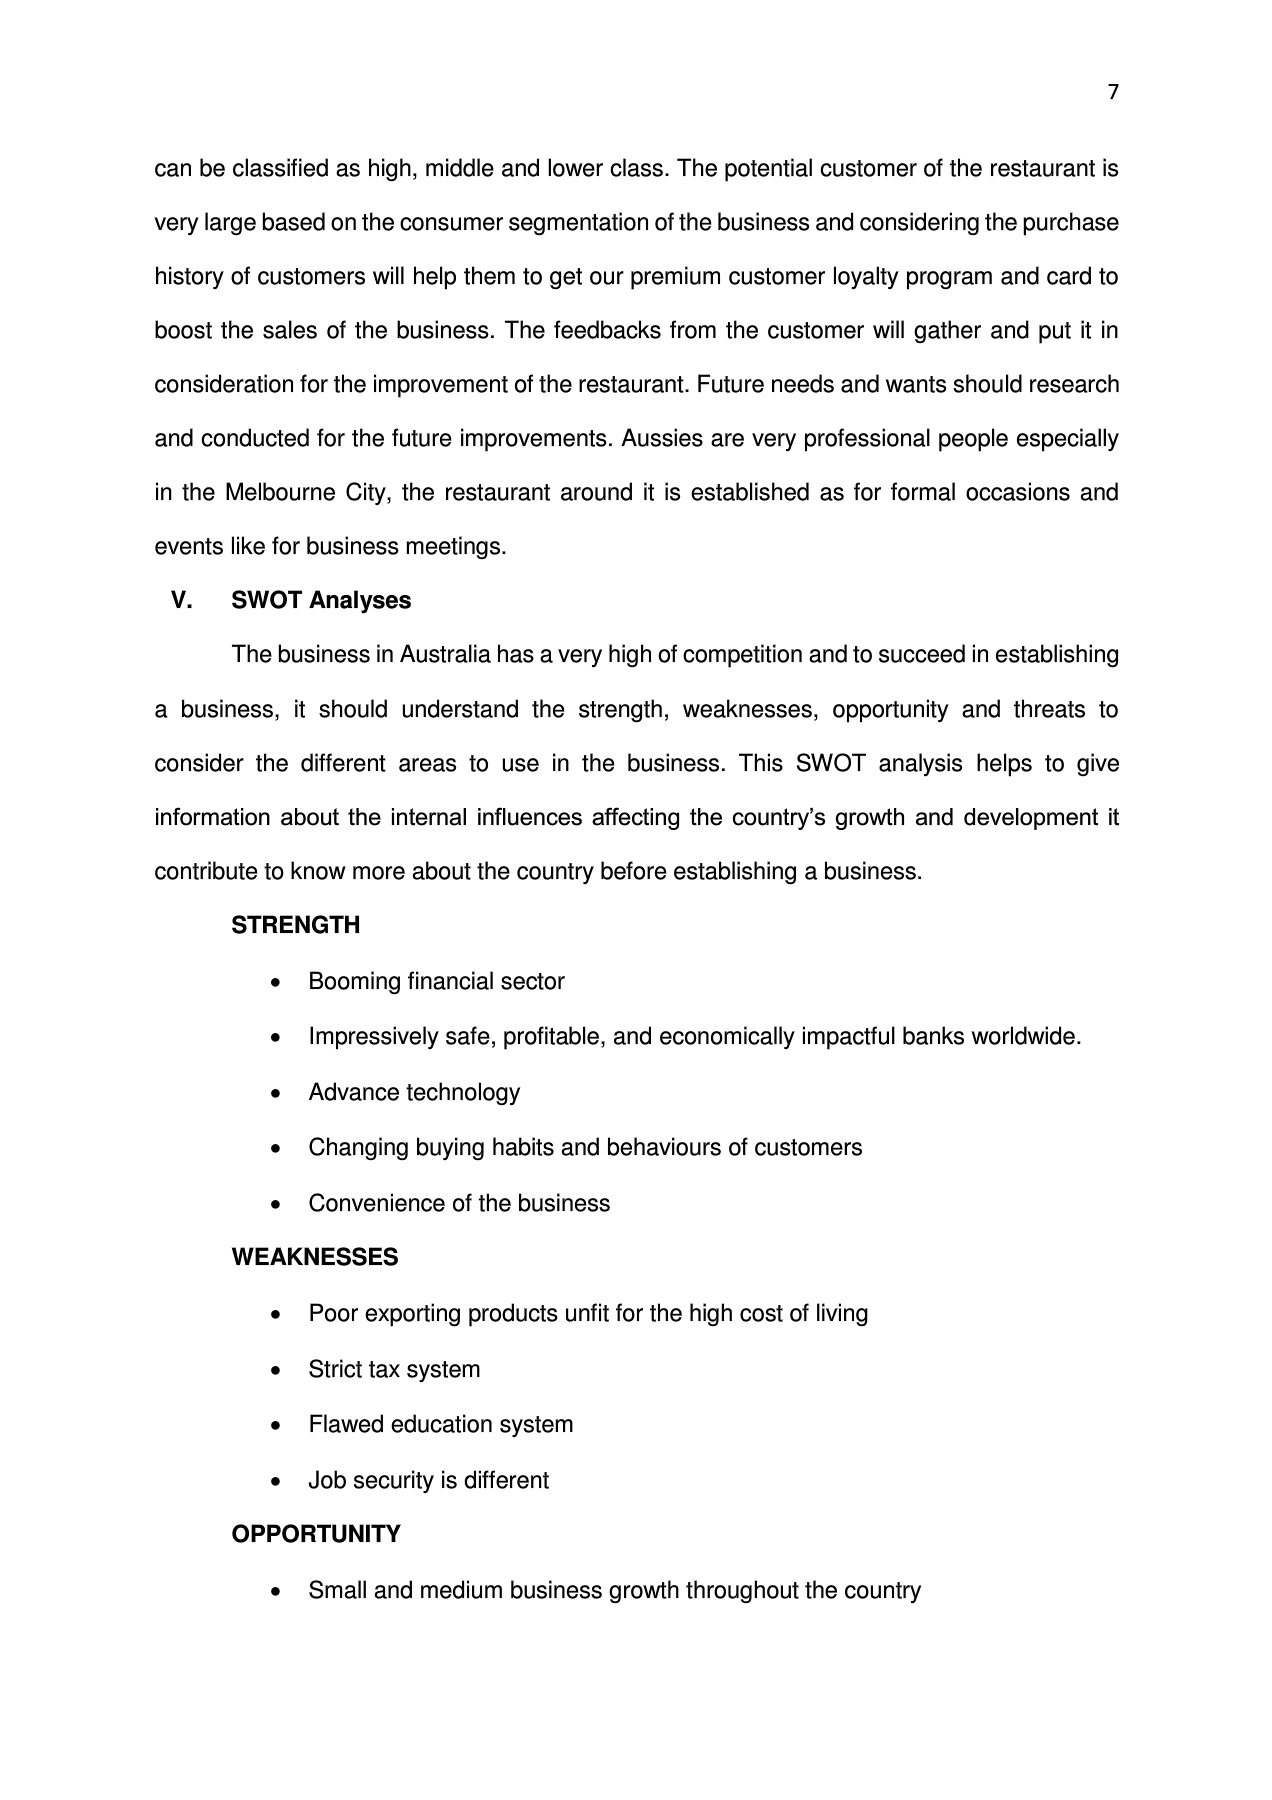 7
can be classified as high, middle and lower class. The potential customer of the restaurant is
very large based on the consumer segmentation of the business and considering the purchase
history of customers will help them to get our premium customer loyalty program and card to
boost the sales of the business. The feedbacks from the customer will gather and put it in
consideration for the improvement of the restaurant. Future needs and wants should research
and conducted for the future improvements. Aussies are very professional people especially
in the Melbourne City, the restaurant around it is established as for formal occasions and
events like for business meetings.
V. SWOT Analyses
The business in Australia has a very high of competition and to succeed in establishing
a business, it should understand the strength, weaknesses, opportunity and threats to
consider the different areas to use in the business. This SWOT analysis helps to give
information about the internal influences affecting the country’s growth and development it
contribute to know more about the country before establishing a business.
STRENGTH
• Booming financial sector
• Impressively safe, profitable, and economically impactful banks worldwide.
• Advance technology
• Changing buying habits and behaviours of customers
• Convenience of the business
WEAKNESSES
• Poor exporting products unfit for the high cost of living
• Strict tax system
• Flawed education system
• Job security is different
OPPORTUNITY
• Small and medium business growth throughout the country